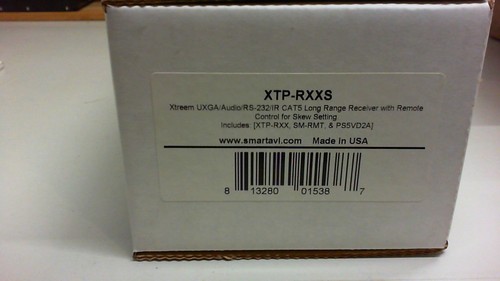 XTP-RXXS
Xtreem UXGA/Audio/RS-232/IR CAT5 Long Range Receiver with Remote
Control for Skew Setting
Includes: [XTP-RXX, SM-RMT, & PS5VD2A]
www.smartavi.com Made in USA
8 13280 01538 7